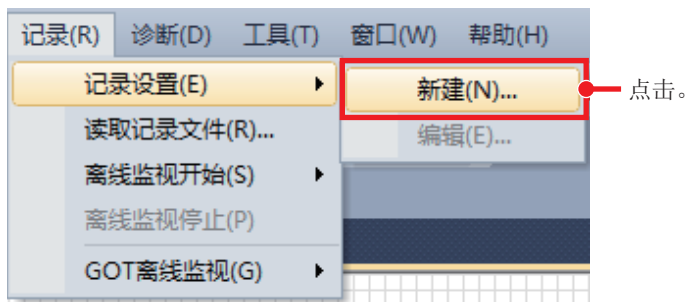 记录(R) 诊断(D) 工具(T) 窗口(W) 帮助(H)
记录设置(E)
新建(N)...
点击。
读取记录文件(R)...
编辑(E)...
离线监视开始(S)
离线监视停止(P)
GOT离线监视(G)